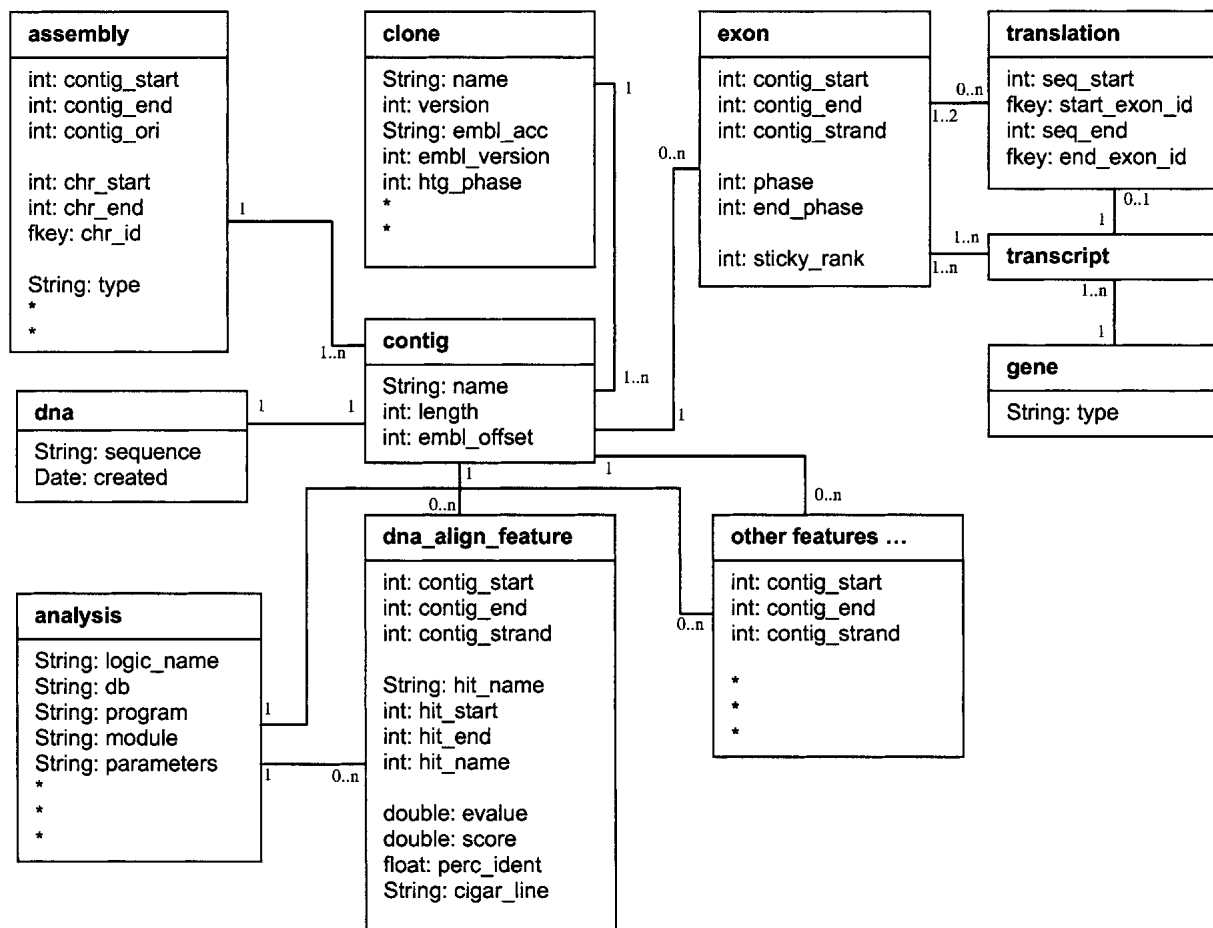 assembly
int: contig_start
int: contig_end
int: contig_ori
int: chr_start
int: chr_end
fkey: chr_id
String: type
*
*
clone
String: name
int: version
String: embl_acc
int: embl_version
int: htg_phase
*
*
exon
int: contig_start
int: contig_end
int: contig_strand
int: phase
int: end_phase
int: sticky_rank
translation
int: seq_start
fkey: start_exon_id
int: seq_end
fkey: end_exon_id
1
0..n
1..2
0..n
1
0..1
1
1..n
1..n
transcript
1..n
1
gene
String: type
1..n
contig
String: name
int: length
int: embl_offset
1..n
1
dna
String: sequence
Date: created
1
1
1
1
0..n
0..n
dna_align_feature
int: contig_start
int: contig_end
int: contig_strand
String: hit_name
int: hit_start
int: hit_end
int: hit_name
double: evalue
double: score
float: perc_ident
String: cigar_line
other features ...
int: contig_start
int: contig_end
int: contig_strand
*
*
*
0..n
analysis
String: logic_name
String: db
String: program
String: module
String: parameters
*
*
*
1
1
0..n